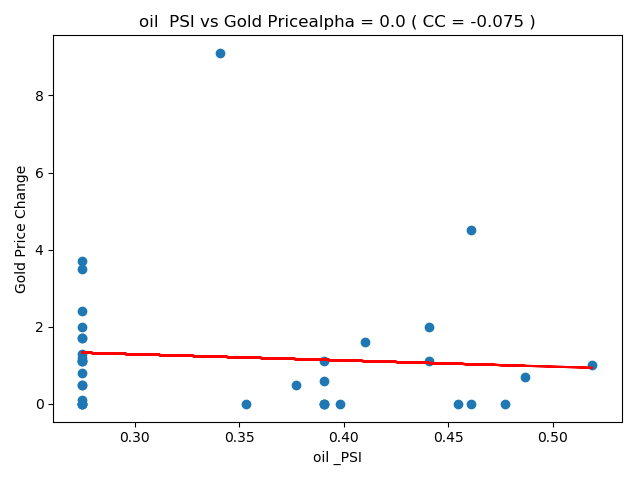 oil  PSI vs Gold Pricealpha = 0.0 ( CC = -0.075 )
8
6
4
2
0
Gold Price Change
0.30 0.35 0.40 0.45 0.50
oil _PSI